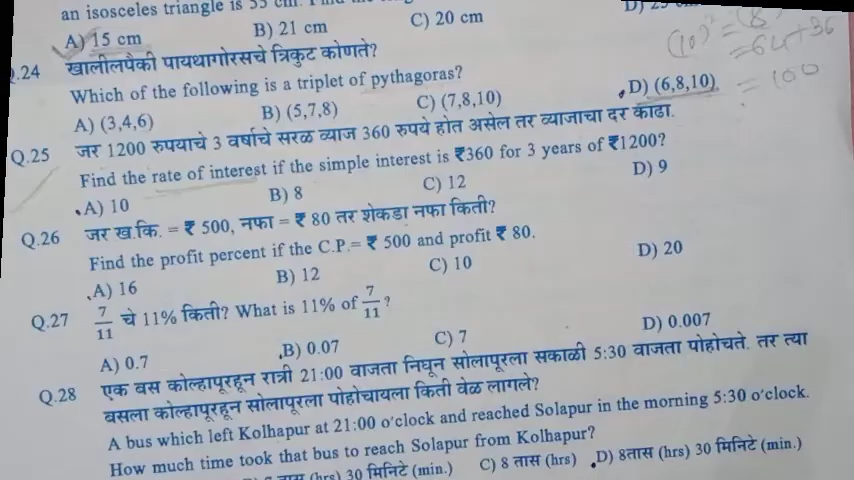 an isosceles triangle is 55 cm.
A) 15 cm B) 21 cm C) 20 cm D) 25 cm
(10)² = (8
= 64+36
= 100
.24 खालीलपैकी पायथागोरसचे त्रिकुट कोणते?
Which of the following is a triplet of pythagoras?
A) (3,4,6) B) (5,7,8) C) (7,8,10) D) (6,8,10)
Q.25 जर 1200 रुपयाचे 3 वर्षाचे सरळ व्याज 360 रुपये होत असेल तर व्याजाचा दर काढा.
Find the rate of interest if the simple interest is ₹360 for 3 years of ₹1200?
A) 10 B) 8 C) 12 D) 9
Q.26 जर ख.कि. = ₹ 500, नफा = ₹ 80 तर शेकडा नफा किती?
Find the profit percent if the C.P.= ₹ 500 and profit ₹ 80.
A) 16 B) 12 C) 10 D) 20
Q.27 7/11 चे 11% किती? What is 11% of 7/11?
A) 0.7 B) 0.07 C) 7 D) 0.007
Q.28 एक बस कोल्हापूरहून रात्री 21:00 वाजता निघून सोलापूरला सकाळी 5:30 वाजता पोहोचते. तर त्या
बसला कोल्हापूरहून सोलापूरला पोहोचायला किती वेळ लागले?
A bus which left Kolhapur at 21:00 o'clock and reached Solapur in the morning 5:30 o'clock.
How much time took that bus to reach Solapur from Kolhapur?
तास (hrs) 30 मिनिटे (min.) C) 8 तास (hrs) D) 8तास (hrs) 30 मिनिटे (min.)